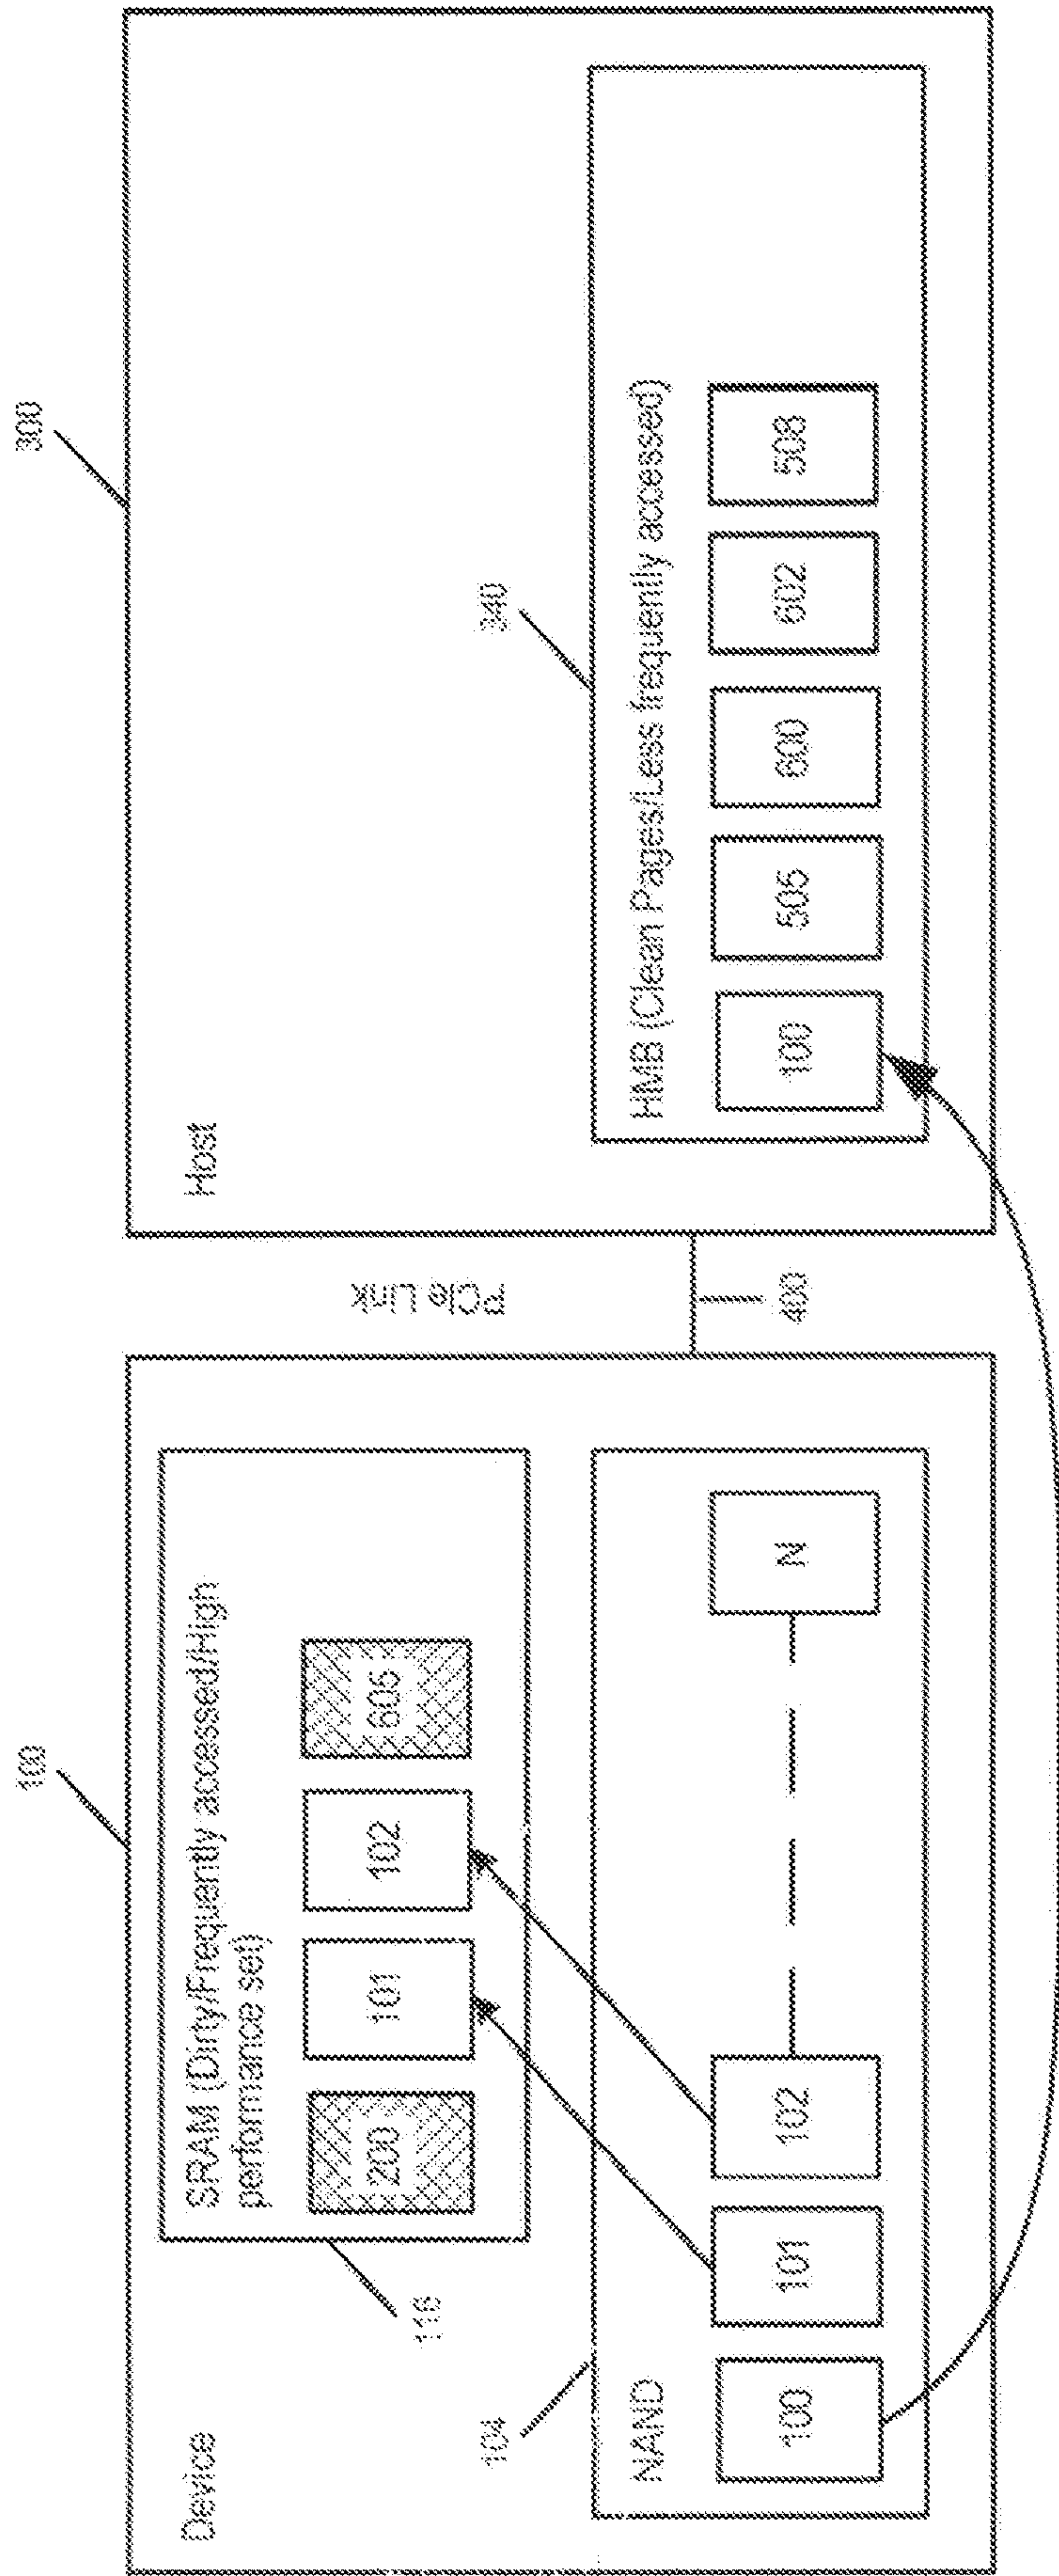 100
Device
SRAM (Dirty/Frequently accessed/High
performance set)
200
101
102
605
104
NAND
100
101
102
N
PCIe Link
400
300
Host
340
HMB (Clean Pages/Less frequently accessed)
100
505
600
602
508